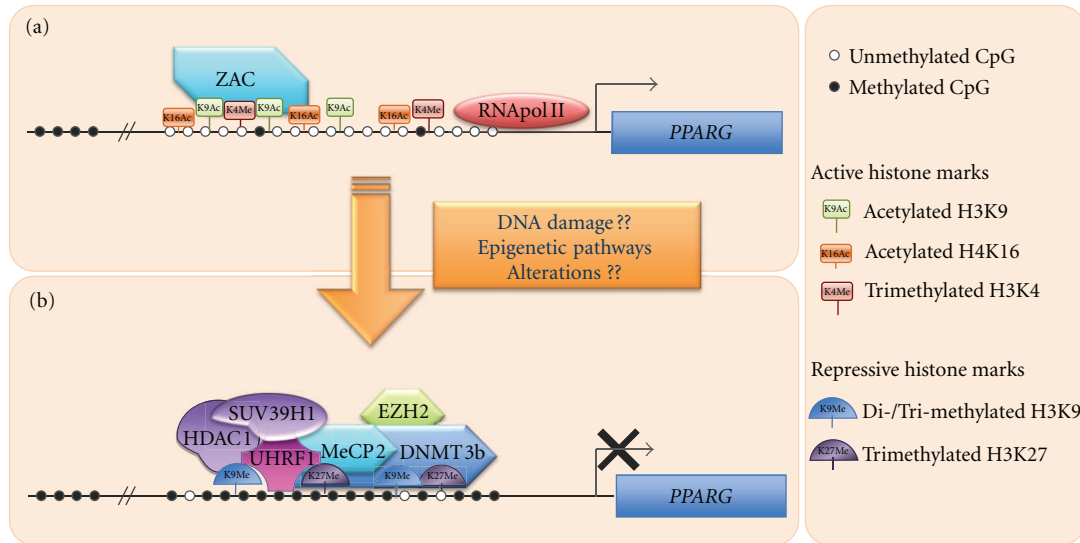 (a)
ZAC
K9Ac
K4Me
K9Ac
K9Ac
K4Me
K16Ac
K16Ac
K16Ac
RNApol II
//
PPARG
DNA damage ??
Epigenetic pathways
Alterations ??
(b)
EZH2
SUV39H1
HDAC1
UHRF1
MeCP2
DNMT3b
K9Me
K27Me
K9Me
K27Me
//
PPARG
Unmethylated CpG
Methylated CpG
Active histone marks
K9Ac
Acetylated H3K9
K16Ac
Acetylated H4K16
K4Me
Trimethylated H3K4
Repressive histone marks
K9Me
Di-/Tri-methylated H3K9
K27Me
Trimethylated H3K27